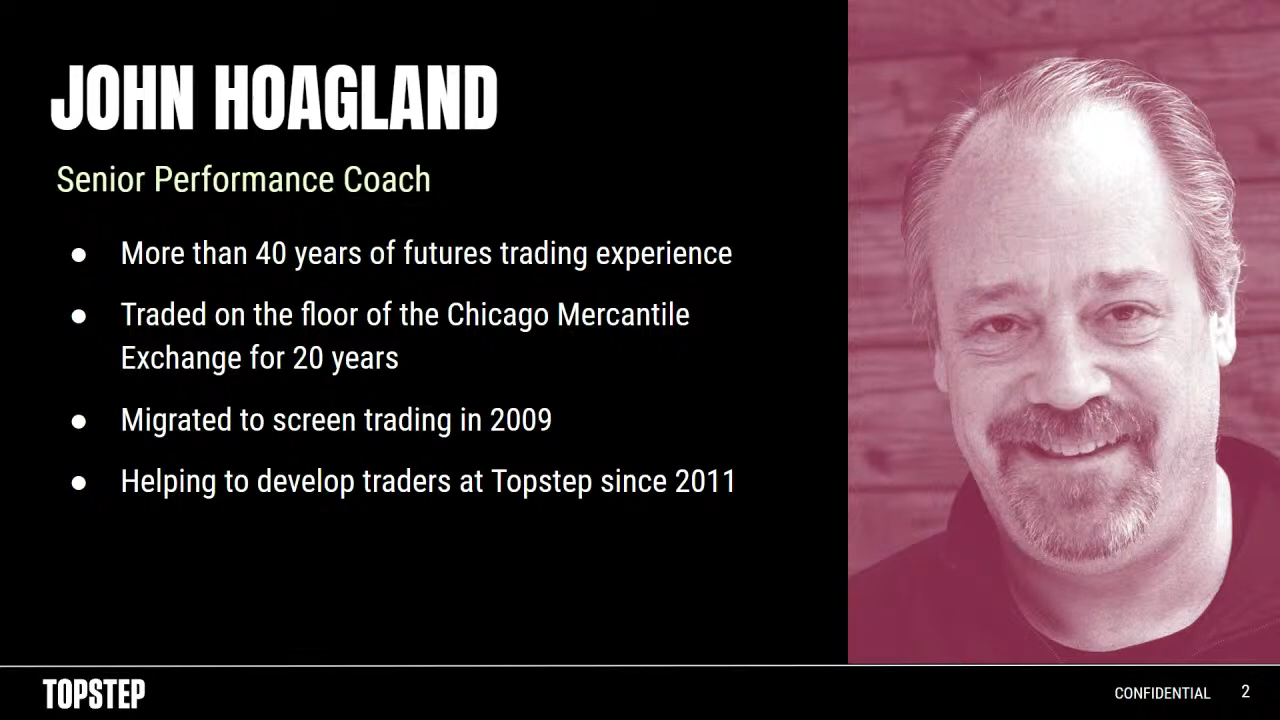 JOHN HOAGLAND
Senior Performance Coach
● More than 40 years of futures trading experience
● Traded on the floor of the Chicago Mercantile
Exchange for 20 years
● Migrated to screen trading in 2009
● Helping to develop traders at Topstep since 2011
TOPSTEP
CONFIDENTIAL 2